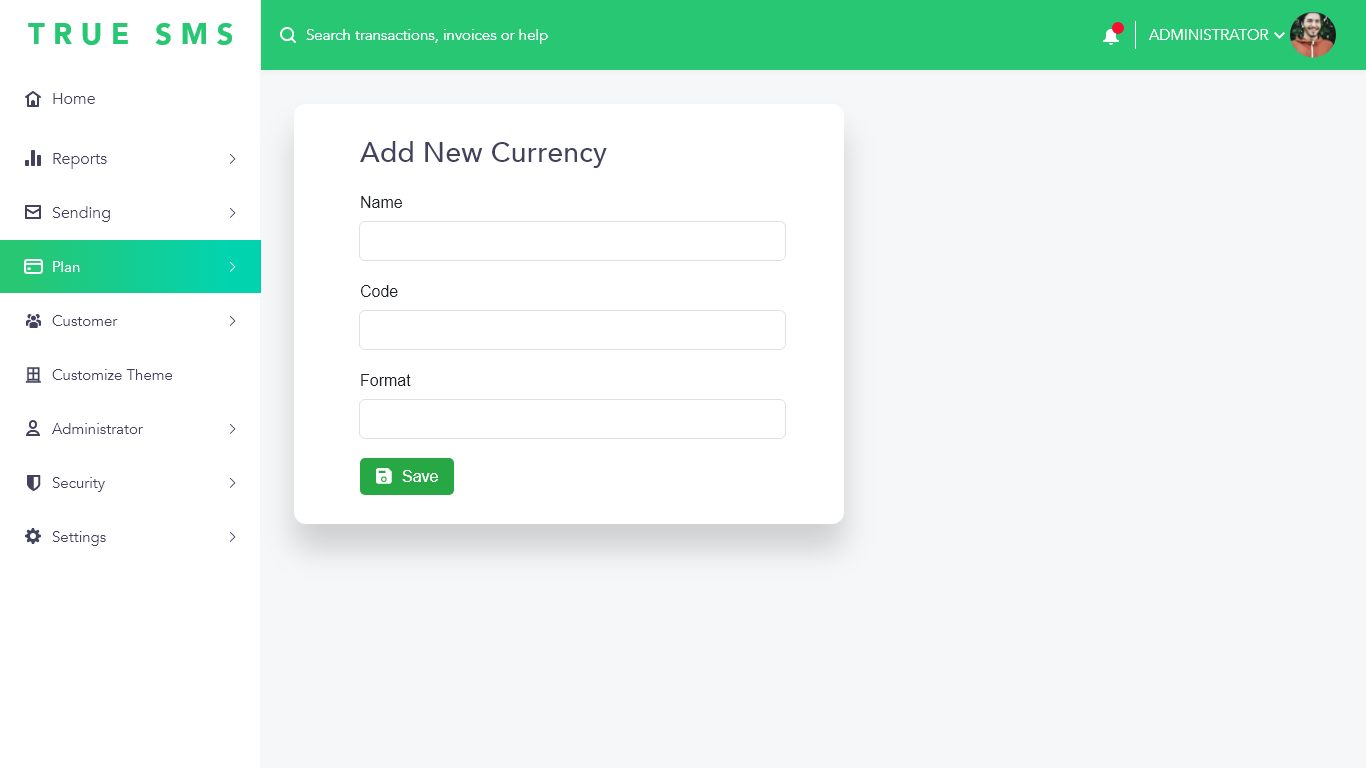 TRUE SMS
Search transactions, invoices or help
ADMINISTRATOR
Home
Reports
Sending
Plan
Customer
Customize Theme
Administrator
Security
Settings
Add New Currency
Name
Code
Format
Save